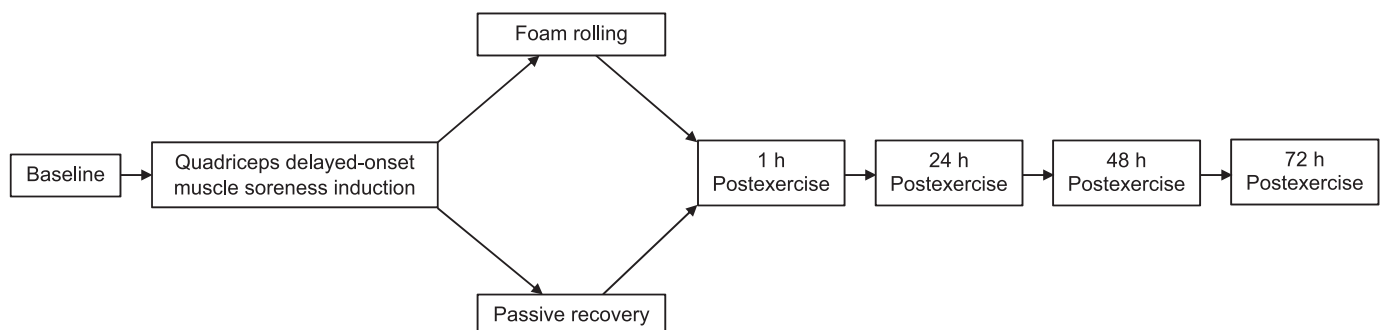 Foam rolling
Baseline
Quadriceps delayed-onset
muscle soreness induction
1 h
Postexercise
24 h
Postexercise
48 h
Postexercise
72 h
Postexercise
Passive recovery